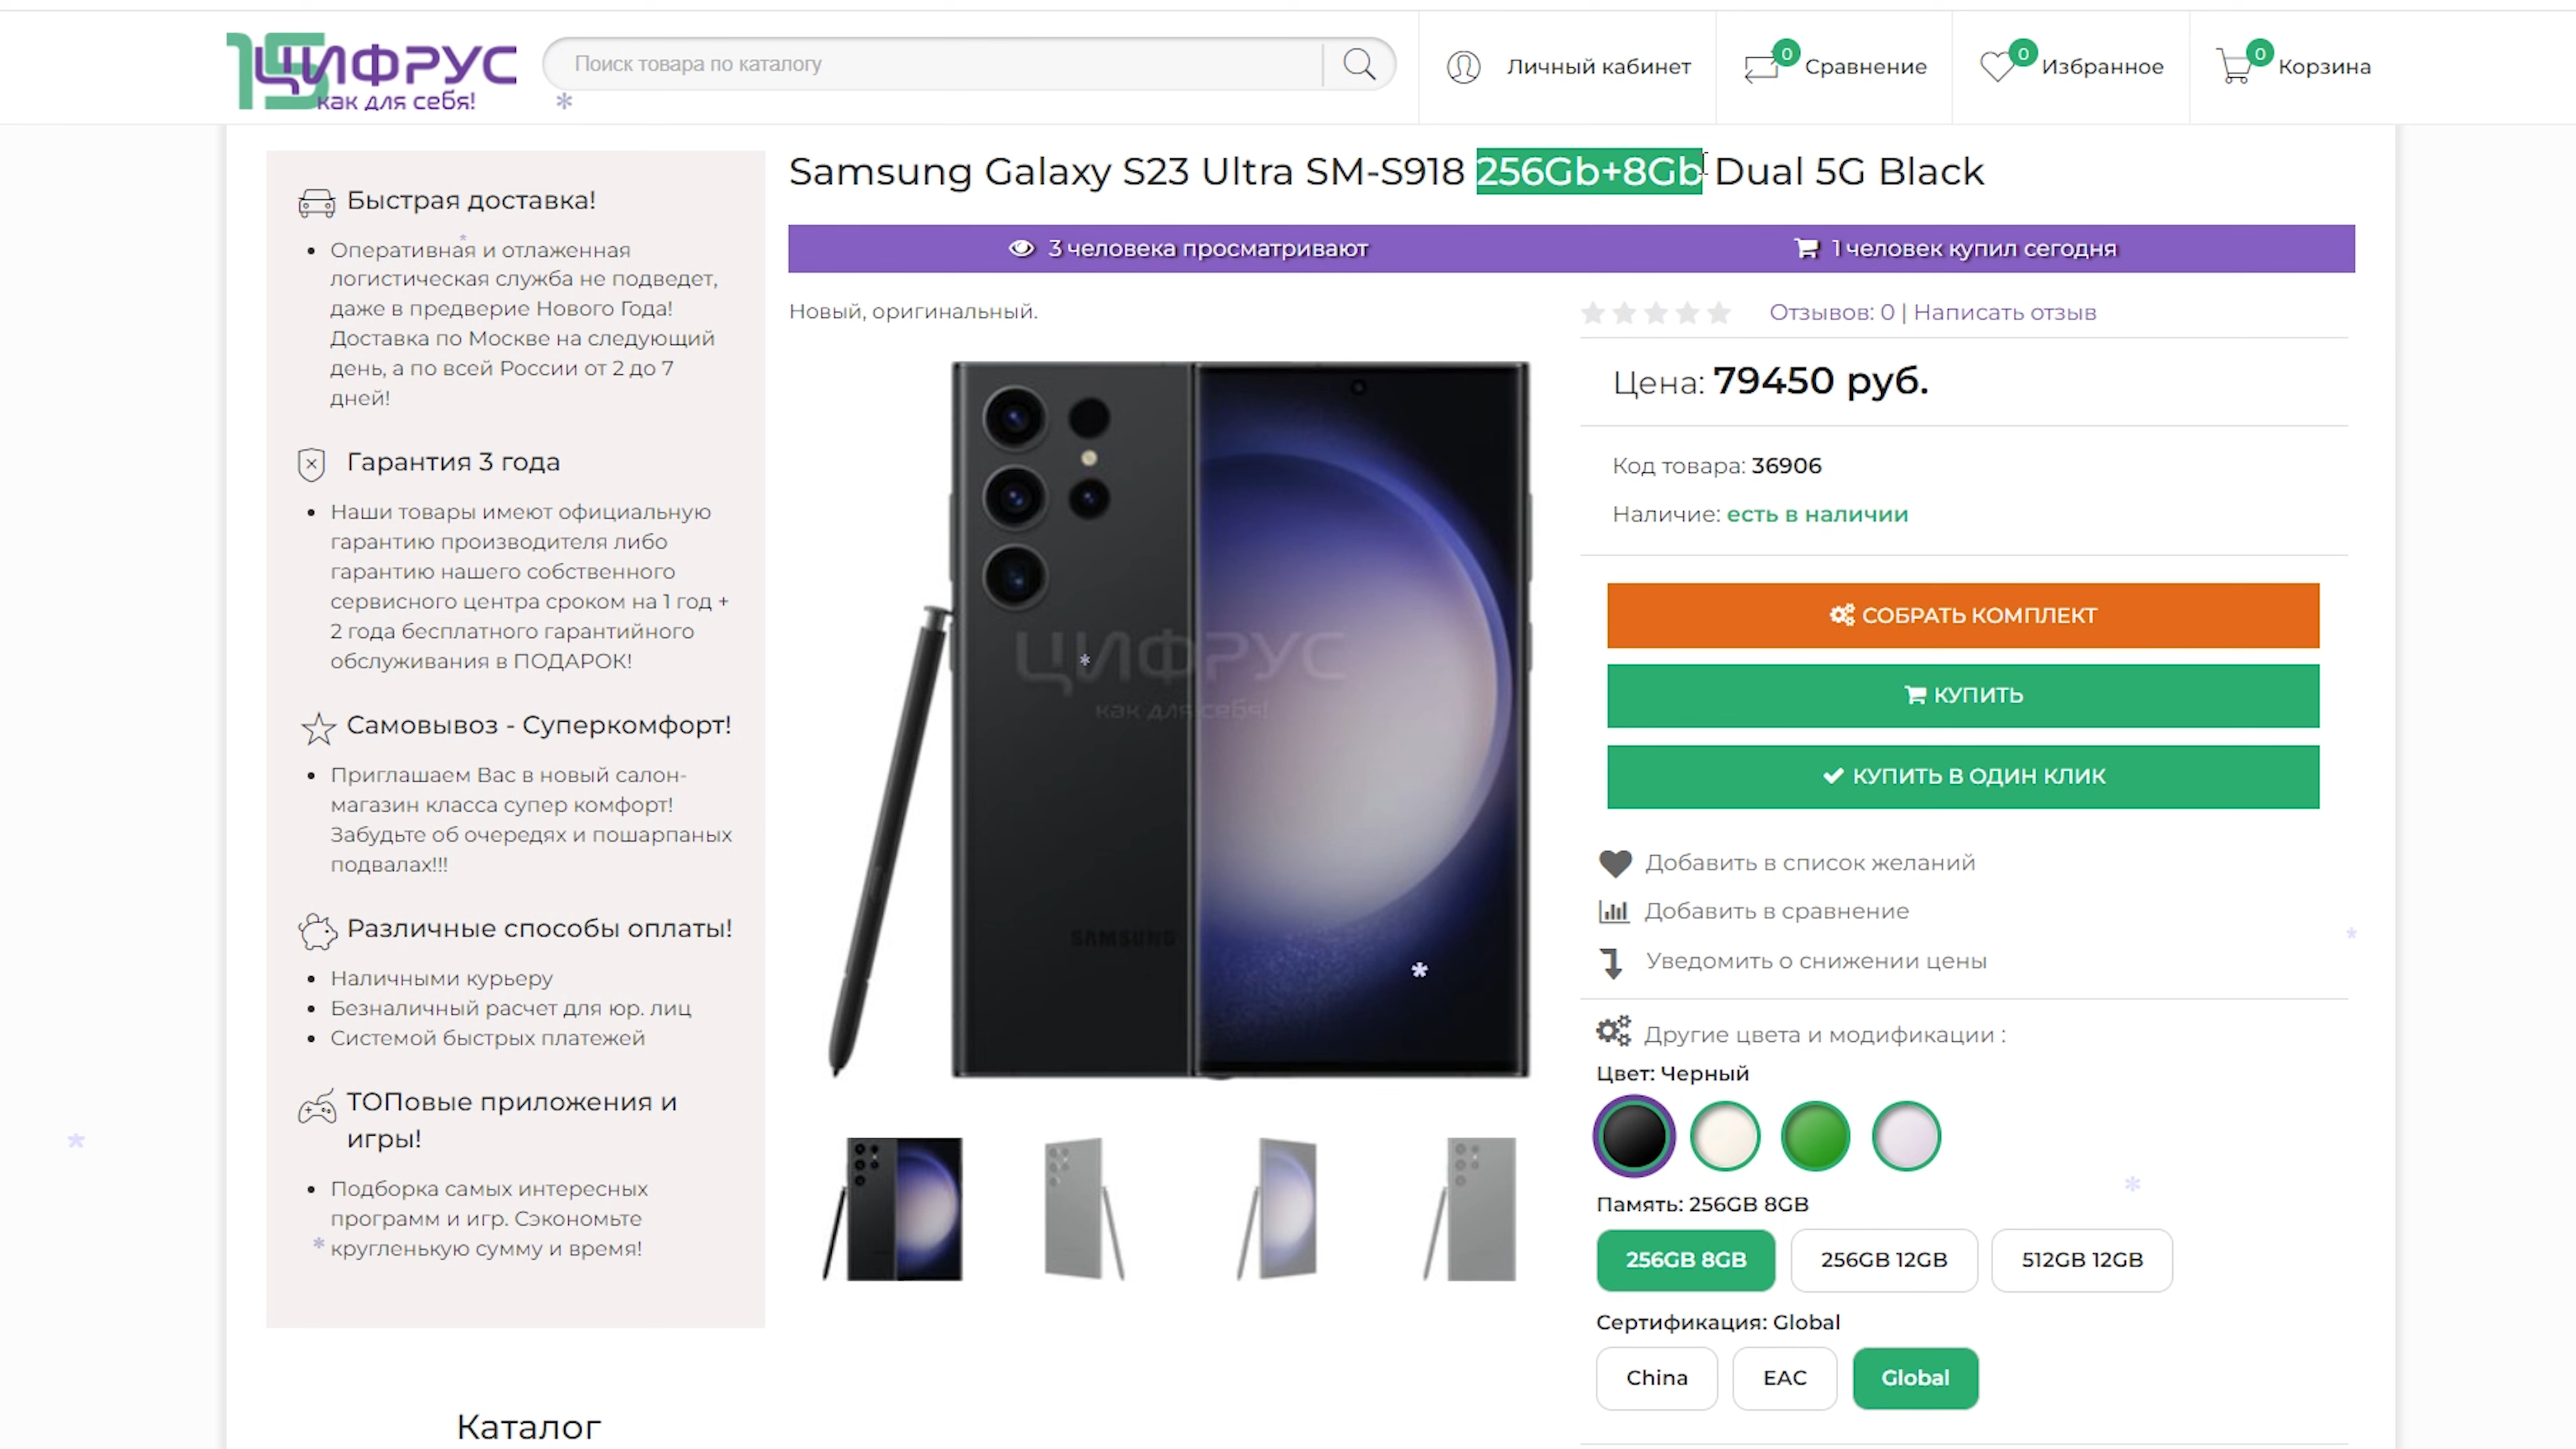 15 ЦИФРУС
как для себя!
Поиск товара по каталогу
Личный кабинет
0
Сравнение
0
Избранное
0
Корзина
Быстрая доставка!
Оперативная и отлаженная
логистическая служба не подведет,
даже в предверие Нового Года!
Доставка по Москве на следующий
день, а по всей России от 2 до 7
дней!
Гарантия 3 года
Наши товары имеют официальную
гарантию производителя либо
гарантию нашего собственного
сервисного центра сроком на 1 год +
2 года бесплатного гарантийного
обслуживания в ПОДАРОК!
Самовывоз - Суперкомфорт!
Приглашаем Вас в новый салон-
магазин класса супер комфорт!
Забудьте об очередях и пошарпаных
подвалах!!!
Различные способы оплаты!
Наличными курьеру
Безналичный расчет для юр. лиц
Системой быстрых платежей
ТОПовые приложения и
игры!
Подборка самых интересных
программ и игр. Сэкономьте
кругленькую сумму и время!
Каталог
Samsung Galaxy S23 Ultra SM-S918 256Gb+8Gb Dual 5G Black
3 человека просматривают
1 человек купил сегодня
Новый, оригинальный.
ЦИФРУС
как для себя!
SAMSUNG
Отзывов: 0 | Написать отзыв
Цена: 79450 руб.
Код товара: 36906
Наличие: есть в наличии
СОБРАТЬ КОМПЛЕКТ
КУПИТЬ
КУПИТЬ В ОДИН КЛИК
Добавить в список желаний
Добавить в сравнение
Уведомить о снижении цены
Другие цвета и модификации :
Цвет: Черный
Память: 256GB 8GB
256GB 8GB
256GB 12GB
512GB 12GB
Сертификация: Global
China
EAC
Global